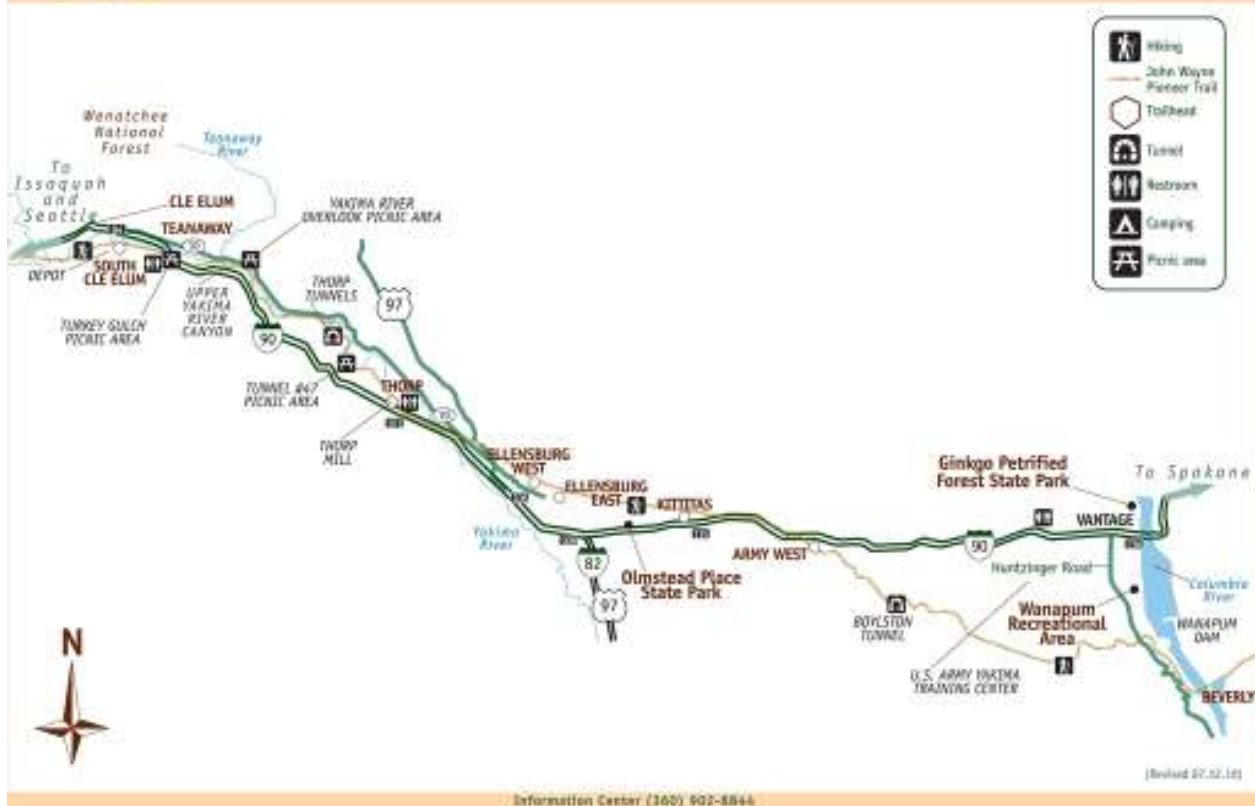 Hiking
John Wayne
Pioneer Trail
Trailhead
Tunnel
Restroom
Camping
Picnic area
Wenatchee
National
Forest
River
To
Issaquah
and
Seattle
CLE ELUM
TEANAWAY
YAKIMA RIVER
OVERLOOK PICNIC AREA
DEPOT
SOUTH
CLE ELUM
TURKEY GULCH
PICNIC AREA
UPPER
YAKIMA
RIVER
CANYON
THORP
TUNNELS
97
90
TUNNEL #47
PICNIC AREA
THORP
THORP
MILL
ELLENSBURG
WEST
ELLENSBURG
EAST
KITTITAS
Yakima
River
82
97
Olmstead Place
State Park
ARMY WEST
90
Ginkgo Petrified
Forest State Park
To Spokane
VANTAGE
Huntzinger Road
Columbia
River
Wanapum
Recreational
Area
WANAPUM
DAM
BOYLSTON
TUNNEL
U.S. ARMY YAKIMA
TRAINING CENTER
BEVERLY
N
Information Center (360) 902-8844